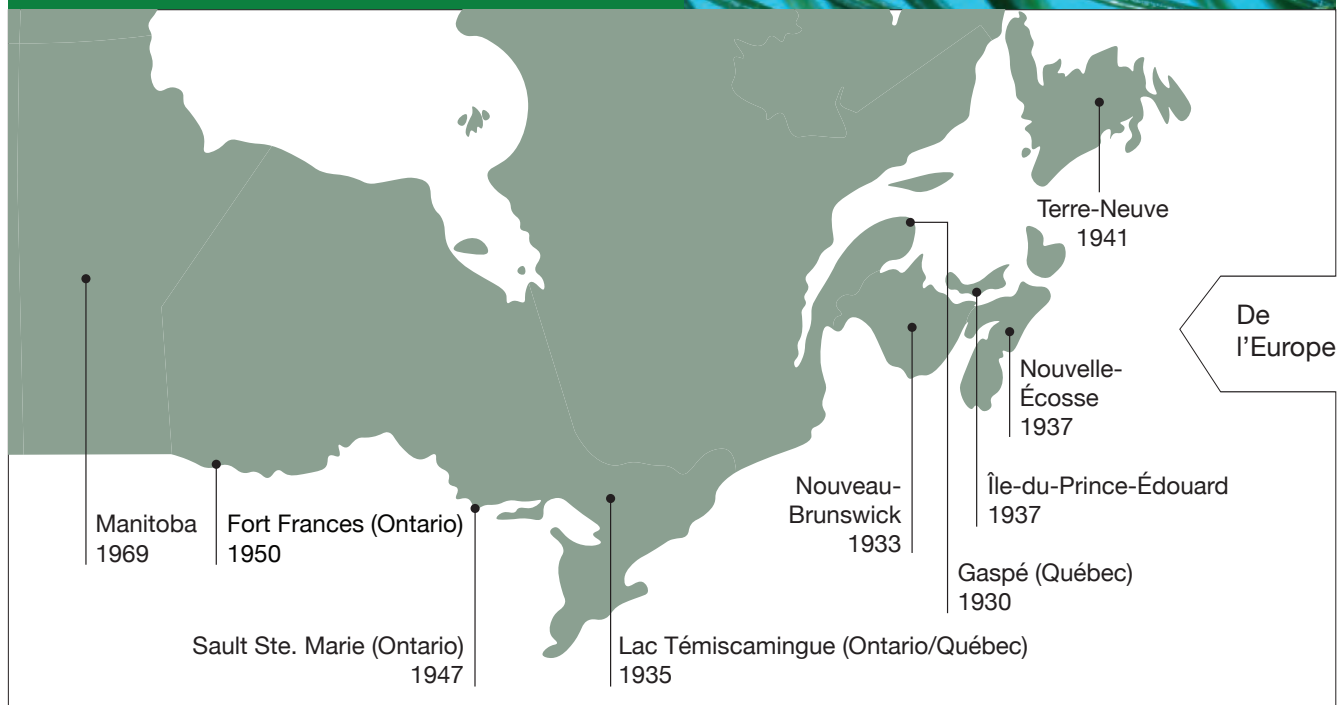 Terre-Neuve
1941
De
l'Europe
Nouvelle-
Écosse
1937
Île-du-Prince-Édouard
1937
Nouveau-
Brunswick
1933
Gaspé (Québec)
1930
Manitoba
1969
Fort Frances (Ontario)
1950
Sault Ste. Marie (Ontario)
1947
Lac Témiscamingue (Ontario/Québec)
1935